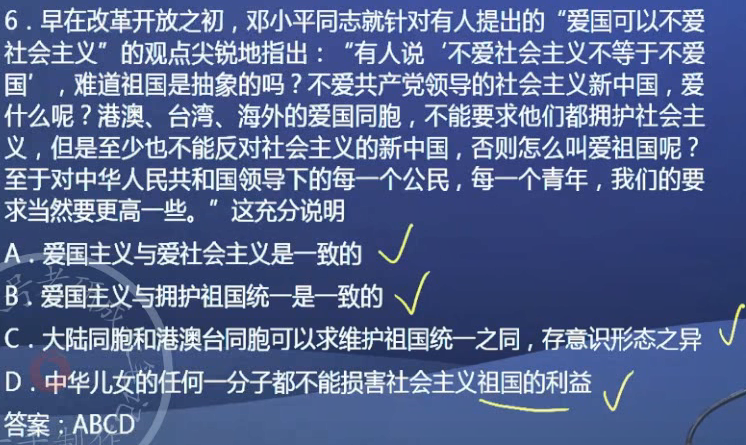 6．早在改革开放之初，邓小平同志就针对有人提出的“爱国可以不爱
社会主义”的观点尖锐地指出：“有人说‘不爱社会主义不等于不爱
国’，难道祖国是抽象的吗？不爱共产党领导的社会主义新中国，爱
什么呢？港澳、台湾、海外的爱国同胞，不能要求他们都拥护社会主
义，但是至少也不能反对社会主义的新中国，否则怎么叫爱祖国呢？
至于对中华人民共和国领导下的每一个公民，每一个青年，我们的要
求当然要更高一些。”这充分说明
A．爱国主义与爱社会主义是一致的
B．爱国主义与拥护祖国统一是一致的
C．大陆同胞和港澳台同胞可以求维护祖国统一之同，存意识形态之异
D．中华儿女的任何一分子都不能损害社会主义祖国的利益
答案：ABCD